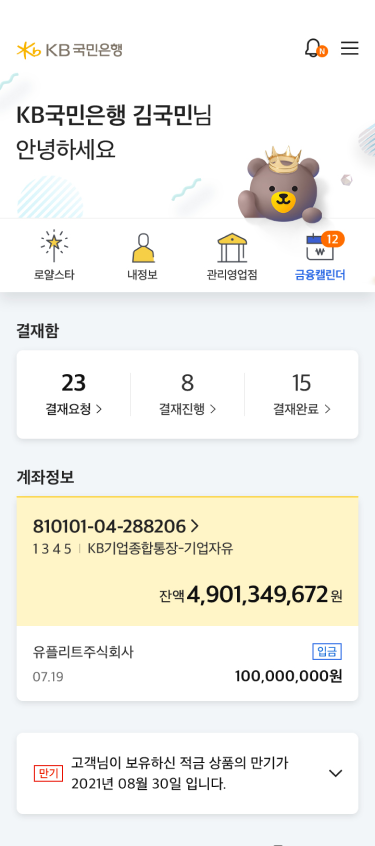 KB 국민은행
N
KB국민은행 김국민님
안녕하세요
로얄스타
내정보
관리영업점
12
₩
금융캘린더
결재함
23
결재요청 >
8
결재진행 >
15
결재완료 >
계좌정보
810101-04-288206 >
1 3 4 5 | KB기업종합통장-기업자유
잔액 4,901,349,672 원
유플리트주식회사 입금
07.19 100,000,000원
만기
고객님이 보유하신 적금 상품의 만기가
2021년 08월 30일 입니다.